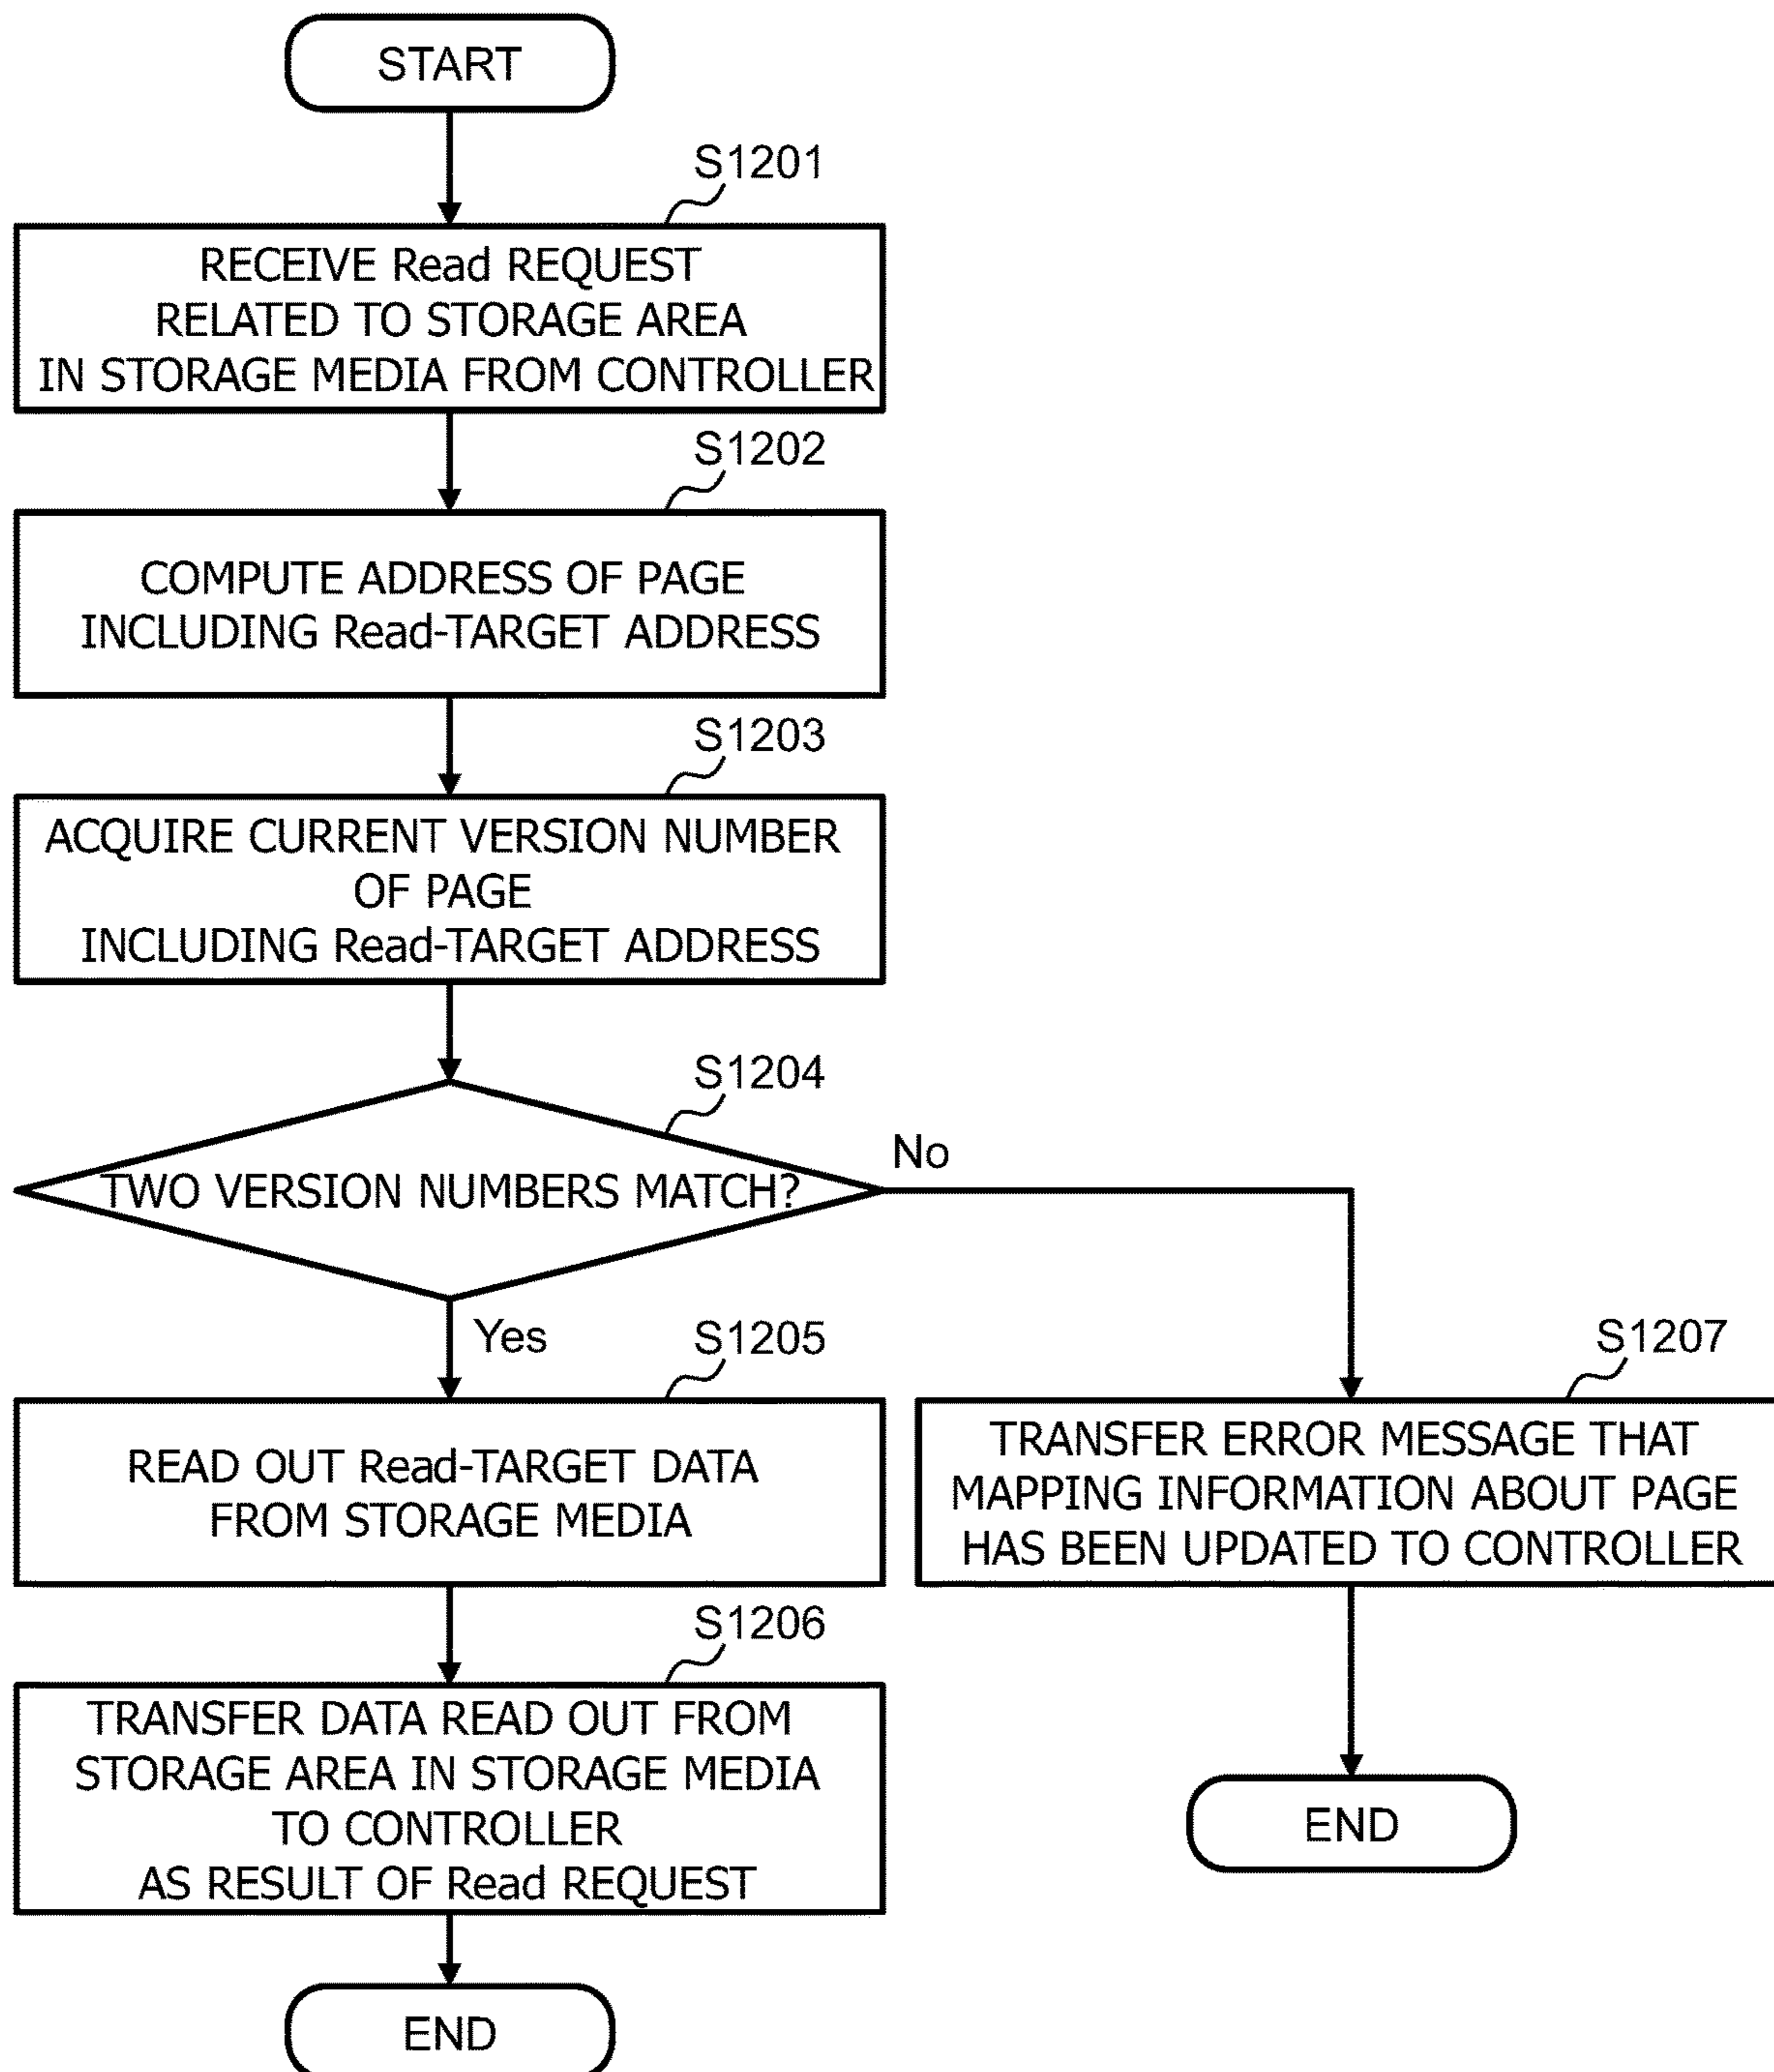 START
S1201
RECEIVE Read REQUEST
RELATED TO STORAGE AREA
IN STORAGE MEDIA FROM CONTROLLER
S1202
COMPUTE ADDRESS OF PAGE
INCLUDING Read-TARGET ADDRESS
S1203
ACQUIRE CURRENT VERSION NUMBER
OF PAGE
INCLUDING Read-TARGET ADDRESS
S1204
TWO VERSION NUMBERS MATCH?
No
Yes
S1205
READ OUT Read-TARGET DATA
FROM STORAGE MEDIA
S1207
TRANSFER ERROR MESSAGE THAT
MAPPING INFORMATION ABOUT PAGE
HAS BEEN UPDATED TO CONTROLLER
S1206
TRANSFER DATA READ OUT FROM
STORAGE AREA IN STORAGE MEDIA
TO CONTROLLER
AS RESULT OF Read REQUEST
END
END